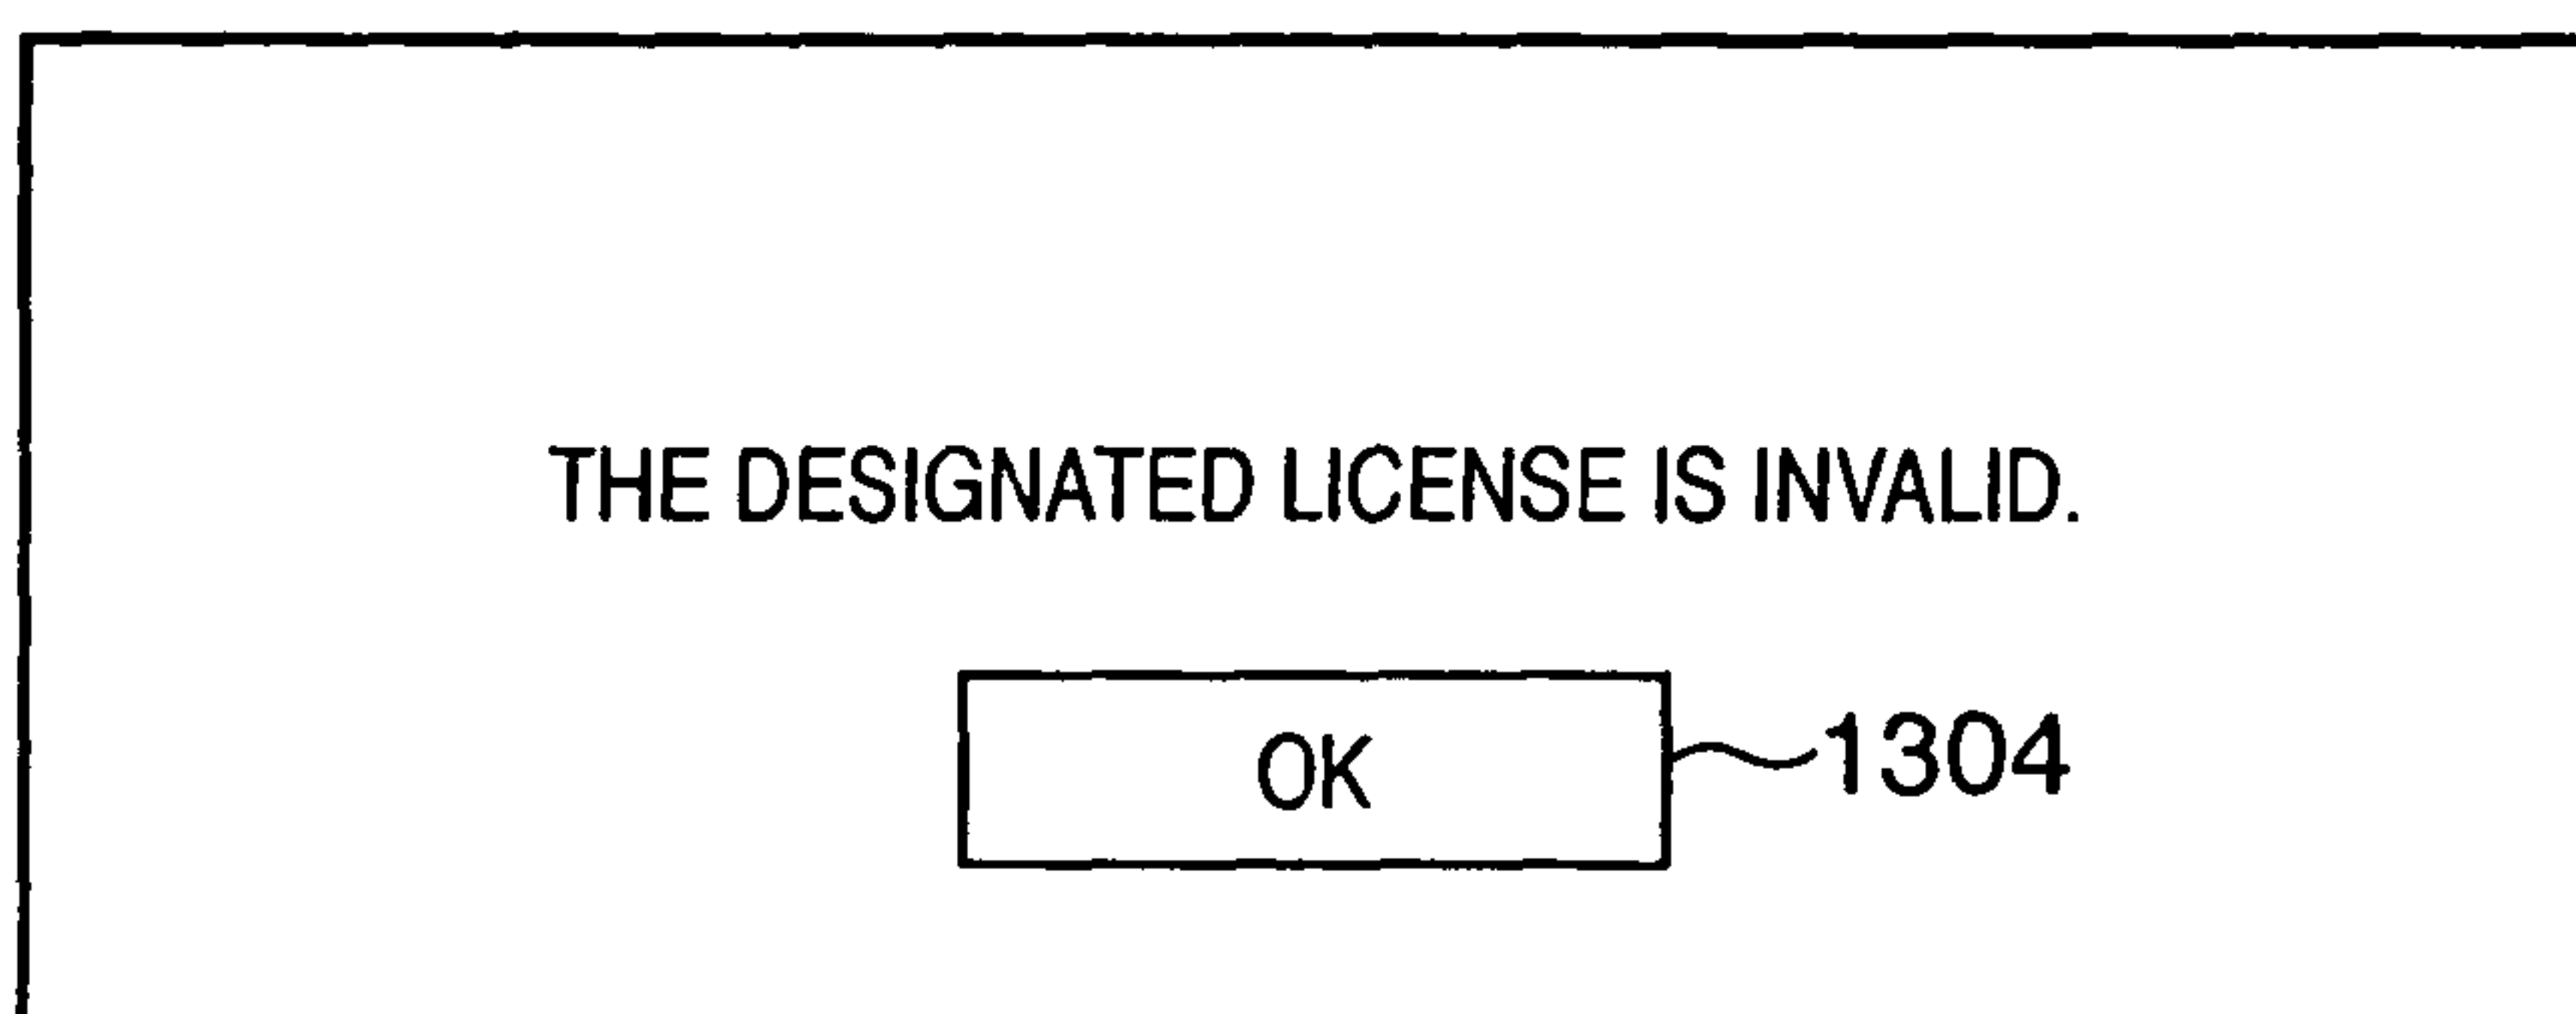 THE DESIGNATED LICENSE IS INVALID.
OK
1304